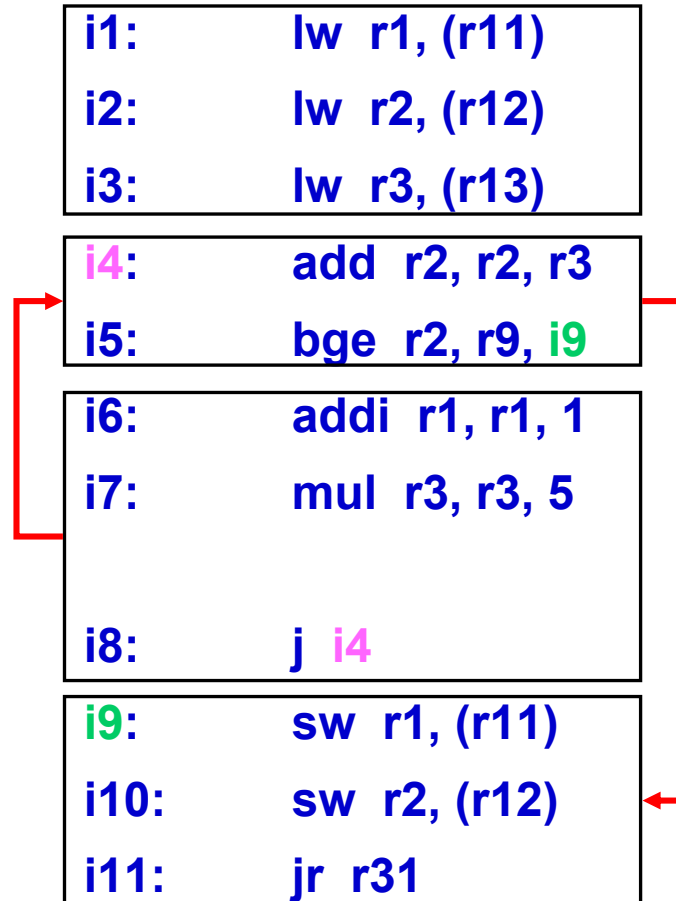 i1: lw r1, (r11)
i2: lw r2, (r12)
i3: lw r3, (r13)
i4: add r2, r2, r3
i5: bge r2, r9, i9
i6: addi r1, r1, 1
i7: mul r3, r3, 5
i8: j i4
i9: sw r1, (r11)
i10: sw r2, (r12)
i11: jr r31